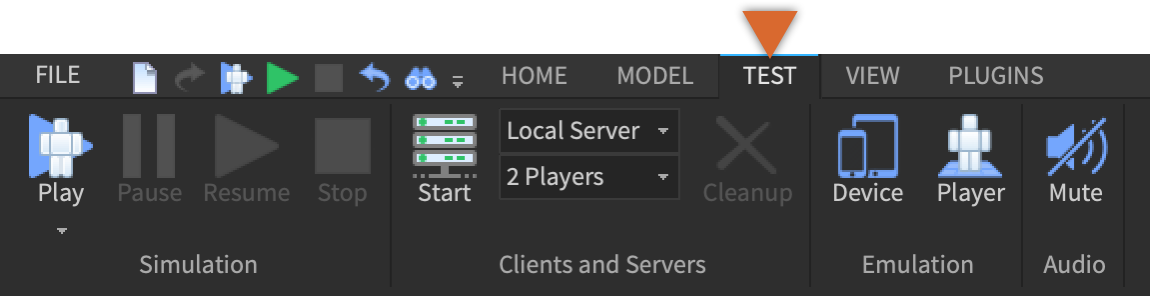 FILE HOME MODEL TEST VIEW PLUGINS
Local Server
2 Players
Play Pause Resume Stop Start Cleanup Device Player Mute
Simulation Clients and Servers Emulation Audio